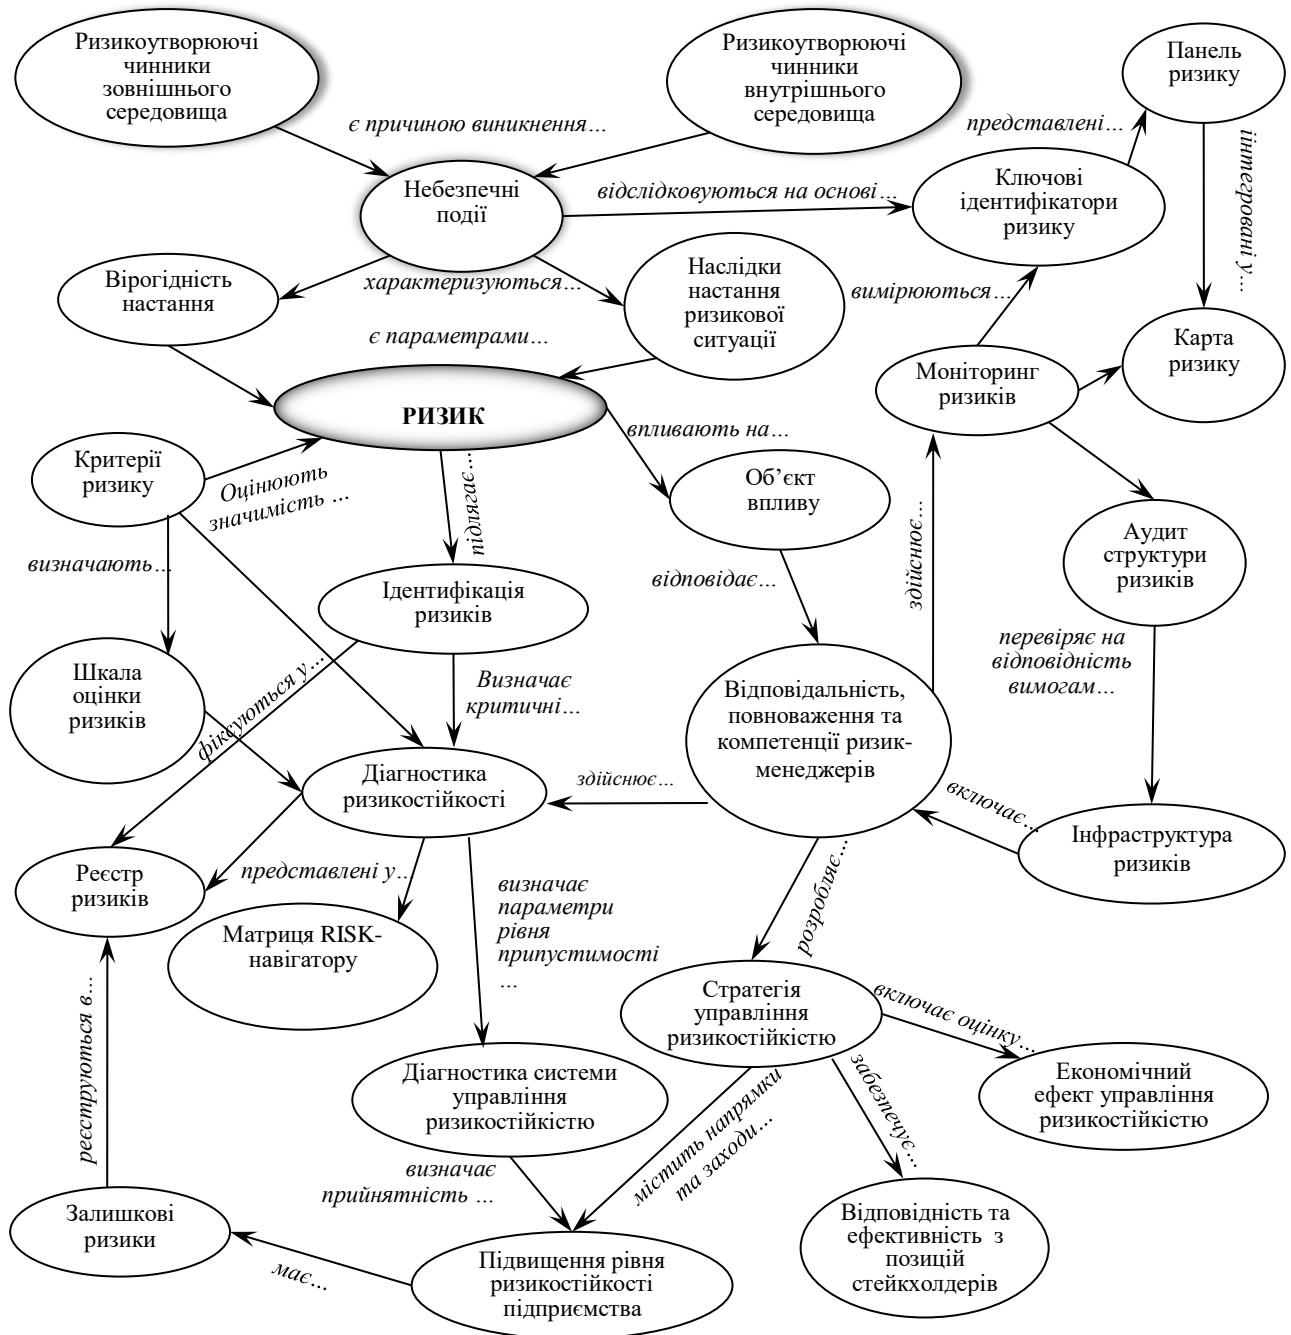 Ризикоутворюючі
чинники
зовнішнього
середовища
Ризикоутворюючі
чинники
внутрішнього
середовища
Панель
ризику
є причиною виникнення…
представлені…
іінтегровані у…
Небезпечні
події
відслідковуються на основі…
Ключові
ідентифікатори
ризику
Вірогідність
настання
характеризуються…
Наслідки
настання
ризикової
ситуації
вимірюються…
є параметрами…
Карта
ризику
Моніторинг
ризиків
РИЗИК
впливають на…
Критерії
ризику
Оцінюють
значимість …
підлягає…
Об’єкт
впливу
здійснює…
Аудит
структури
ризиків
визначають…
Ідентифікація
ризиків
відповідає…
перевіряє на
відповідність
вимогам…
Шкала
оцінки
ризиків
фіксуються у…
Визначає
критичні…
Відповідальність,
повноваження та
компетенції ризик-
менеджерів
Діагностика
ризикостійкості
здійснює…
включає…
Інфраструктура
ризиків
Реєстр
ризиків
представлені у…
визначає
параметри
рівня
припустимості
…
розробляє…
Матриця RISK-
навігатору
реєструються в…
Стратегія
управління
ризикостійкістю
включає оцінку…
Діагностика системи
управління
ризикостійкістю
містить напрямки
та заходи…
забезпечує…
Економічний
ефект управління
ризикостійкістю
визначає
прийнятність …
Залишкові
ризики
має…
Підвищення рівня
ризикостійкості
підприємства
Відповідність та
ефективність з
позицій
стейкхолдерів